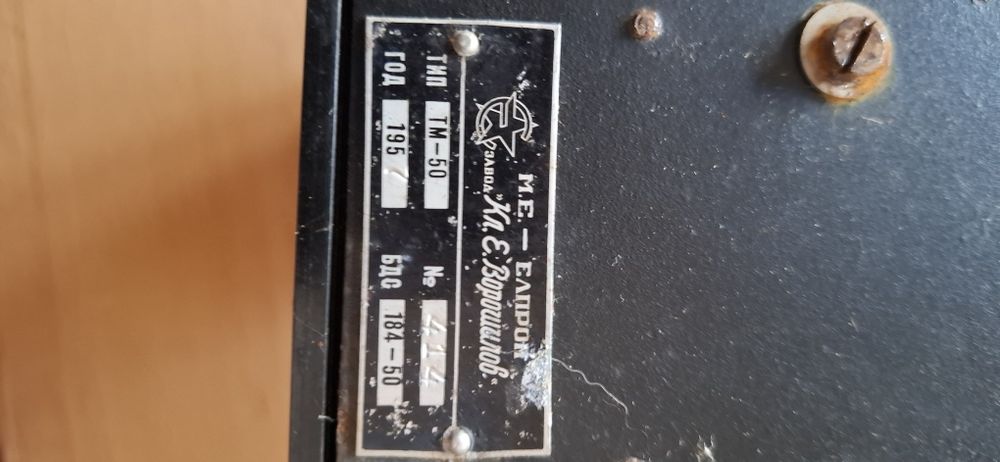 М.Е. – ЕЛПРОМ
ЗАВОД „Кл. Е. Ворошилов“
ТИП ТМ–50 № 414
ГОД 1957 БДС 184–50